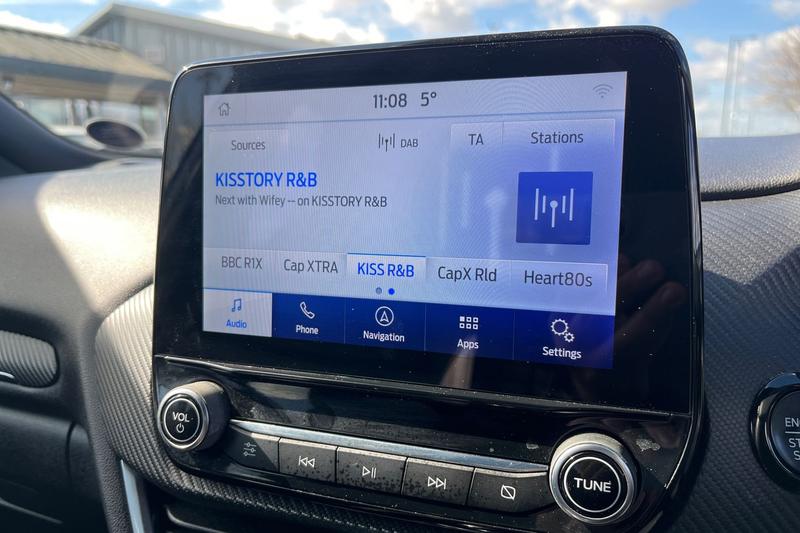 11:08 5°
Sources
DAB
TA
Stations
KISSTORY R&B
Next with Wifey -- on KISSTORY R&B
BBC R1X
Cap XTRA
KISS R&B
CapX Rld
Heart80s
Audio
Phone
Navigation
Apps
Settings
VOL
TUNE